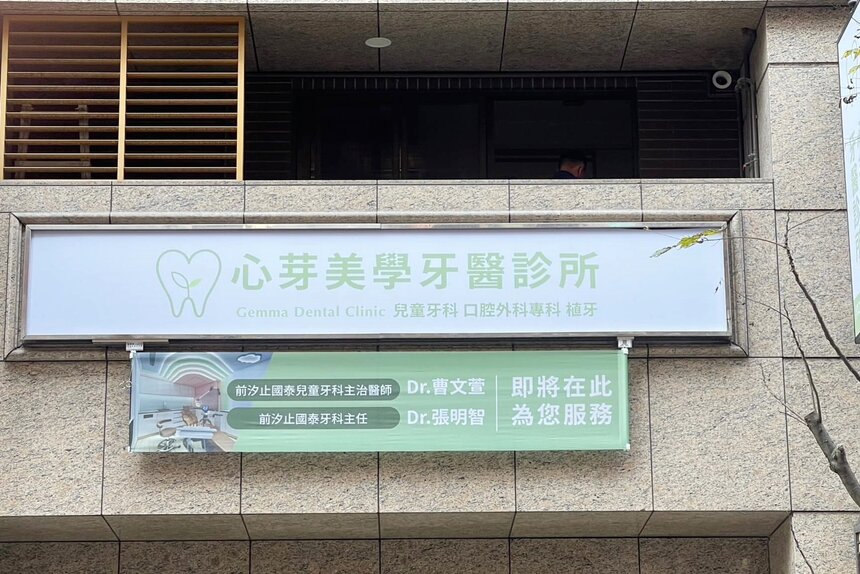 心芽美學牙醫診所
Gemma Dental Clinic 兒童牙科 口腔外科專科 植牙
前汐止國泰兒童牙科主治醫師 Dr.曹文萱
前汐止國泰牙科主任 Dr.張明智
即將在此
為您服務